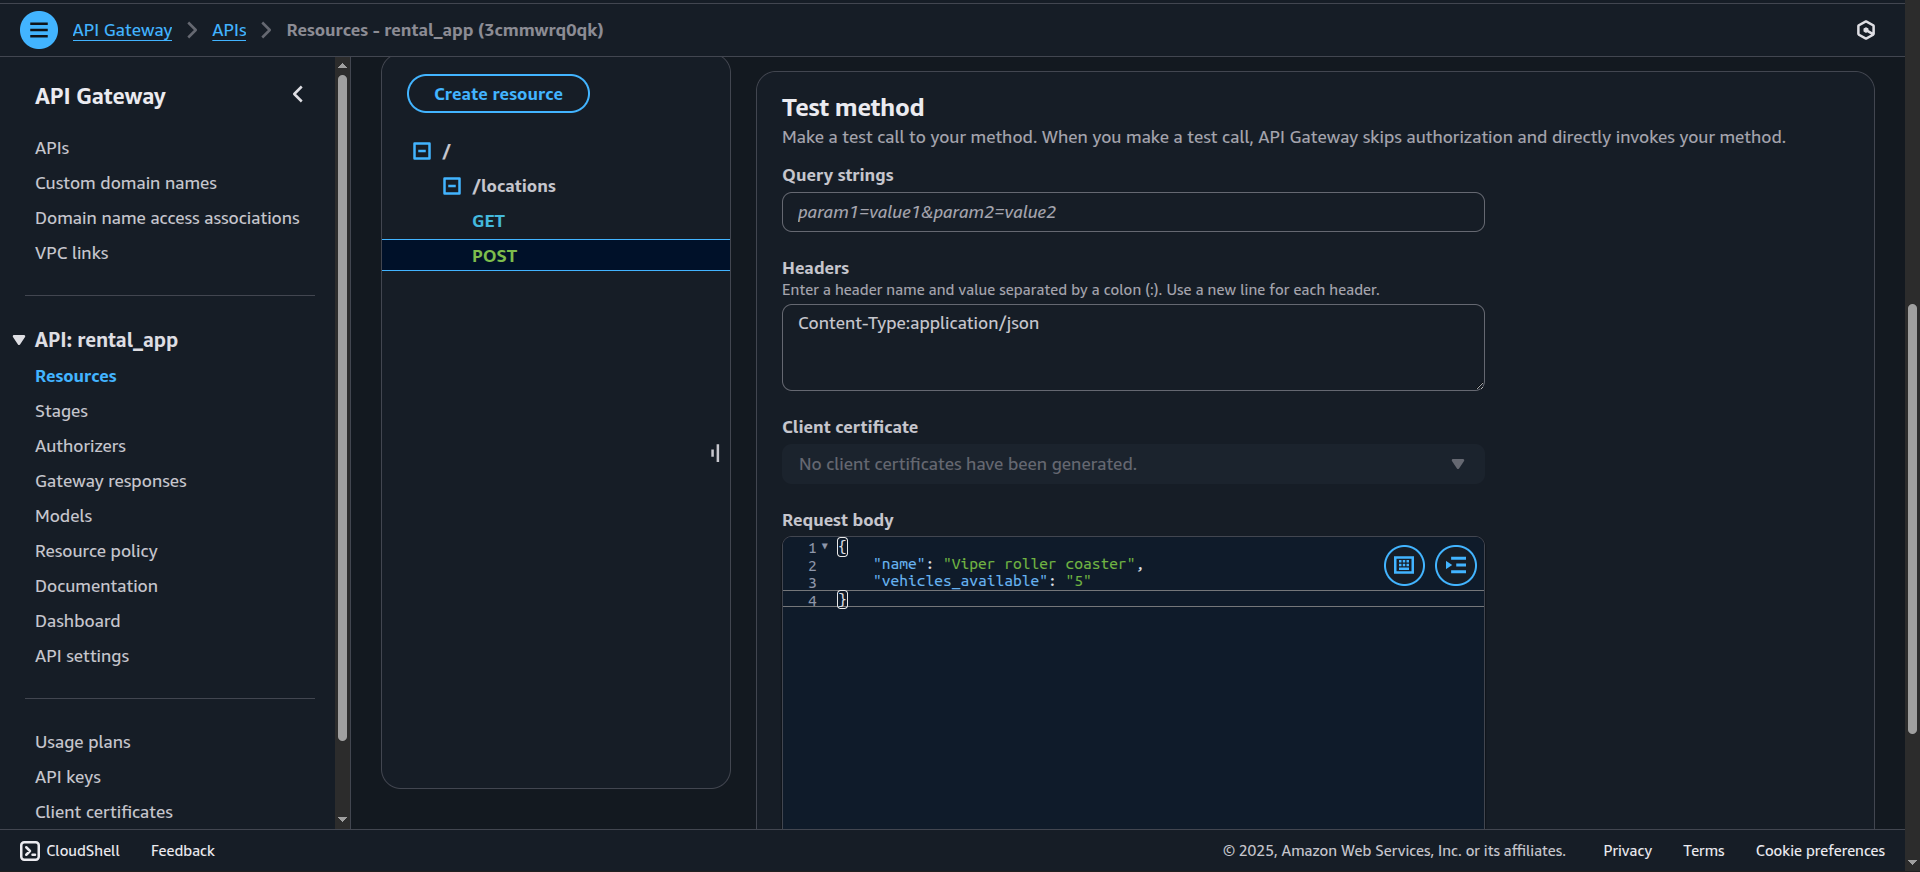 API Gateway > APIs > Resources - rental_app (3cmmwrq0qk)
API Gateway
APIs
Custom domain names
Domain name access associations
VPC links
API: rental_app
Resources
Stages
Authorizers
Gateway responses
Models
Resource policy
Documentation
Dashboard
API settings
Usage plans
API keys
Client certificates
Create resource
/
/locations
GET
POST
Test method
Make a test call to your method. When you make a test call, API Gateway skips authorization and directly invokes your method.
Query strings
param1=value1&param2=value2
Headers
Enter a header name and value separated by a colon (:). Use a new line for each header.
Content-Type:application/json
Client certificate
No client certificates have been generated.
Request body
1 {
2 "name": "Viper roller coaster",
3 "vehicles_available": "5"
4 }
CloudShell Feedback © 2025, Amazon Web Services, Inc. or its affiliates. Privacy Terms Cookie preferences